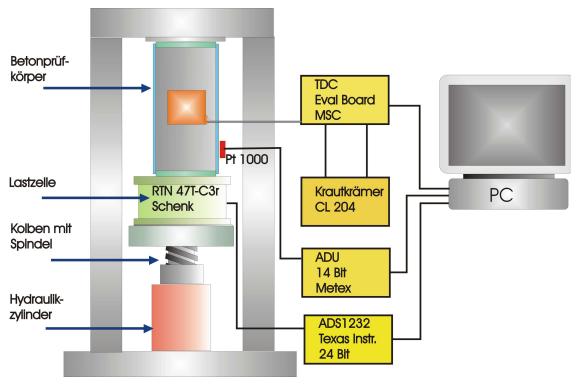 Betonprüf-
körper
Lastzelle
Kolben mit
Spindel
Hydraulik-
zylinder
RTN 47T-C3r
Schenk
Pt 1000
TDC
Eval Board
MSC
Krautkrämer
CL 204
ADU
14 Bit
Metex
ADS1232
Texas Instr.
24 Bit
PC